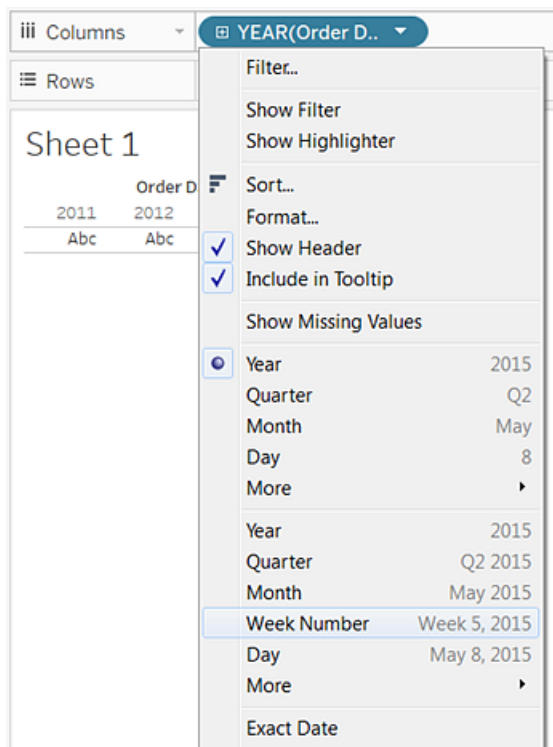 Columns YEAR(Order D..
Rows
Filter...
Show Filter
Show Highlighter
Sheet 1
Order D
Sort...
2011 2012
Format...
Abc Abc
Show Header
Include in Tooltip
Show Missing Values
Year 2015
Quarter Q2
Month May
Day 8
More
Year 2015
Quarter Q2 2015
Month May 2015
Week Number Week 5, 2015
Day May 8, 2015
More
Exact Date